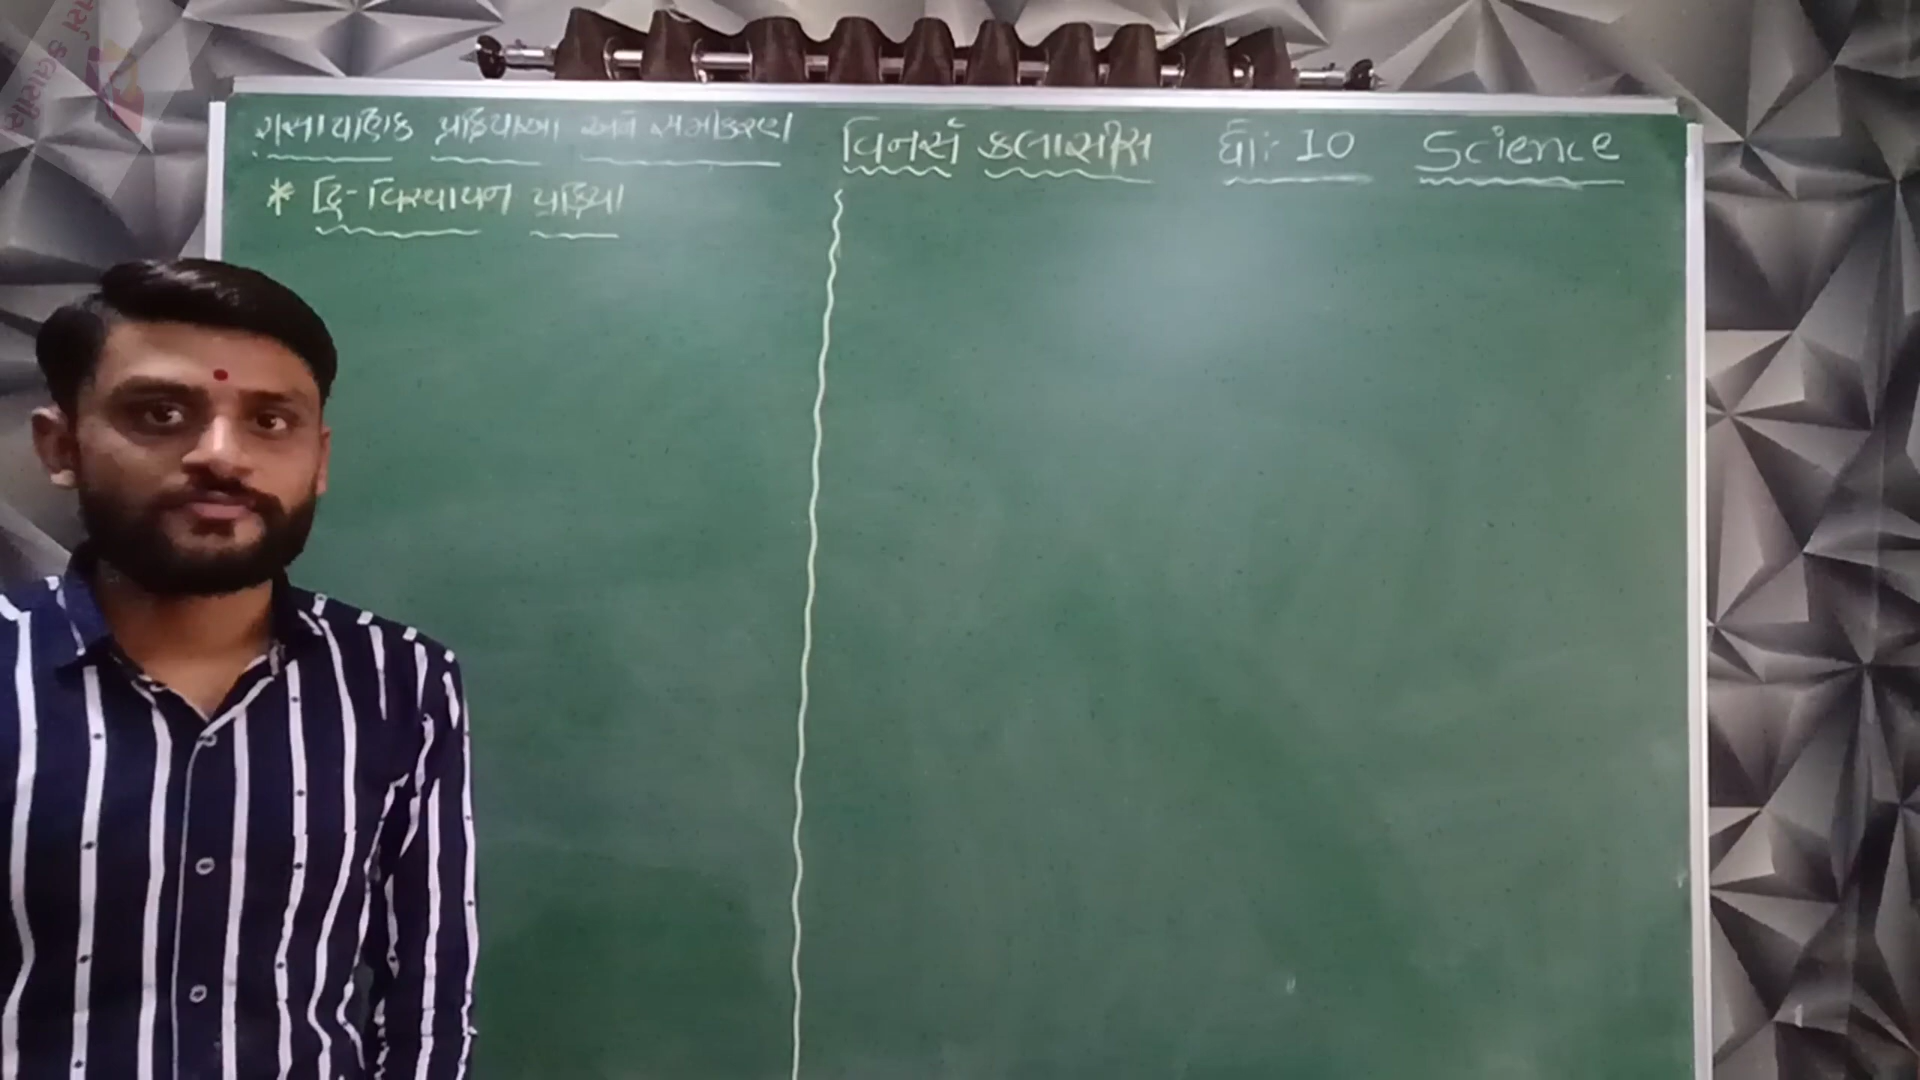 રાસાયણિક પ્રક્રિયાઓ અને સમીકરણ
વિનર્સ ક્લાસીસ ધો:- 10 Science
* દ્વિ-વિસ્થાપન પ્રક્રિયા
ક્લાસીસ